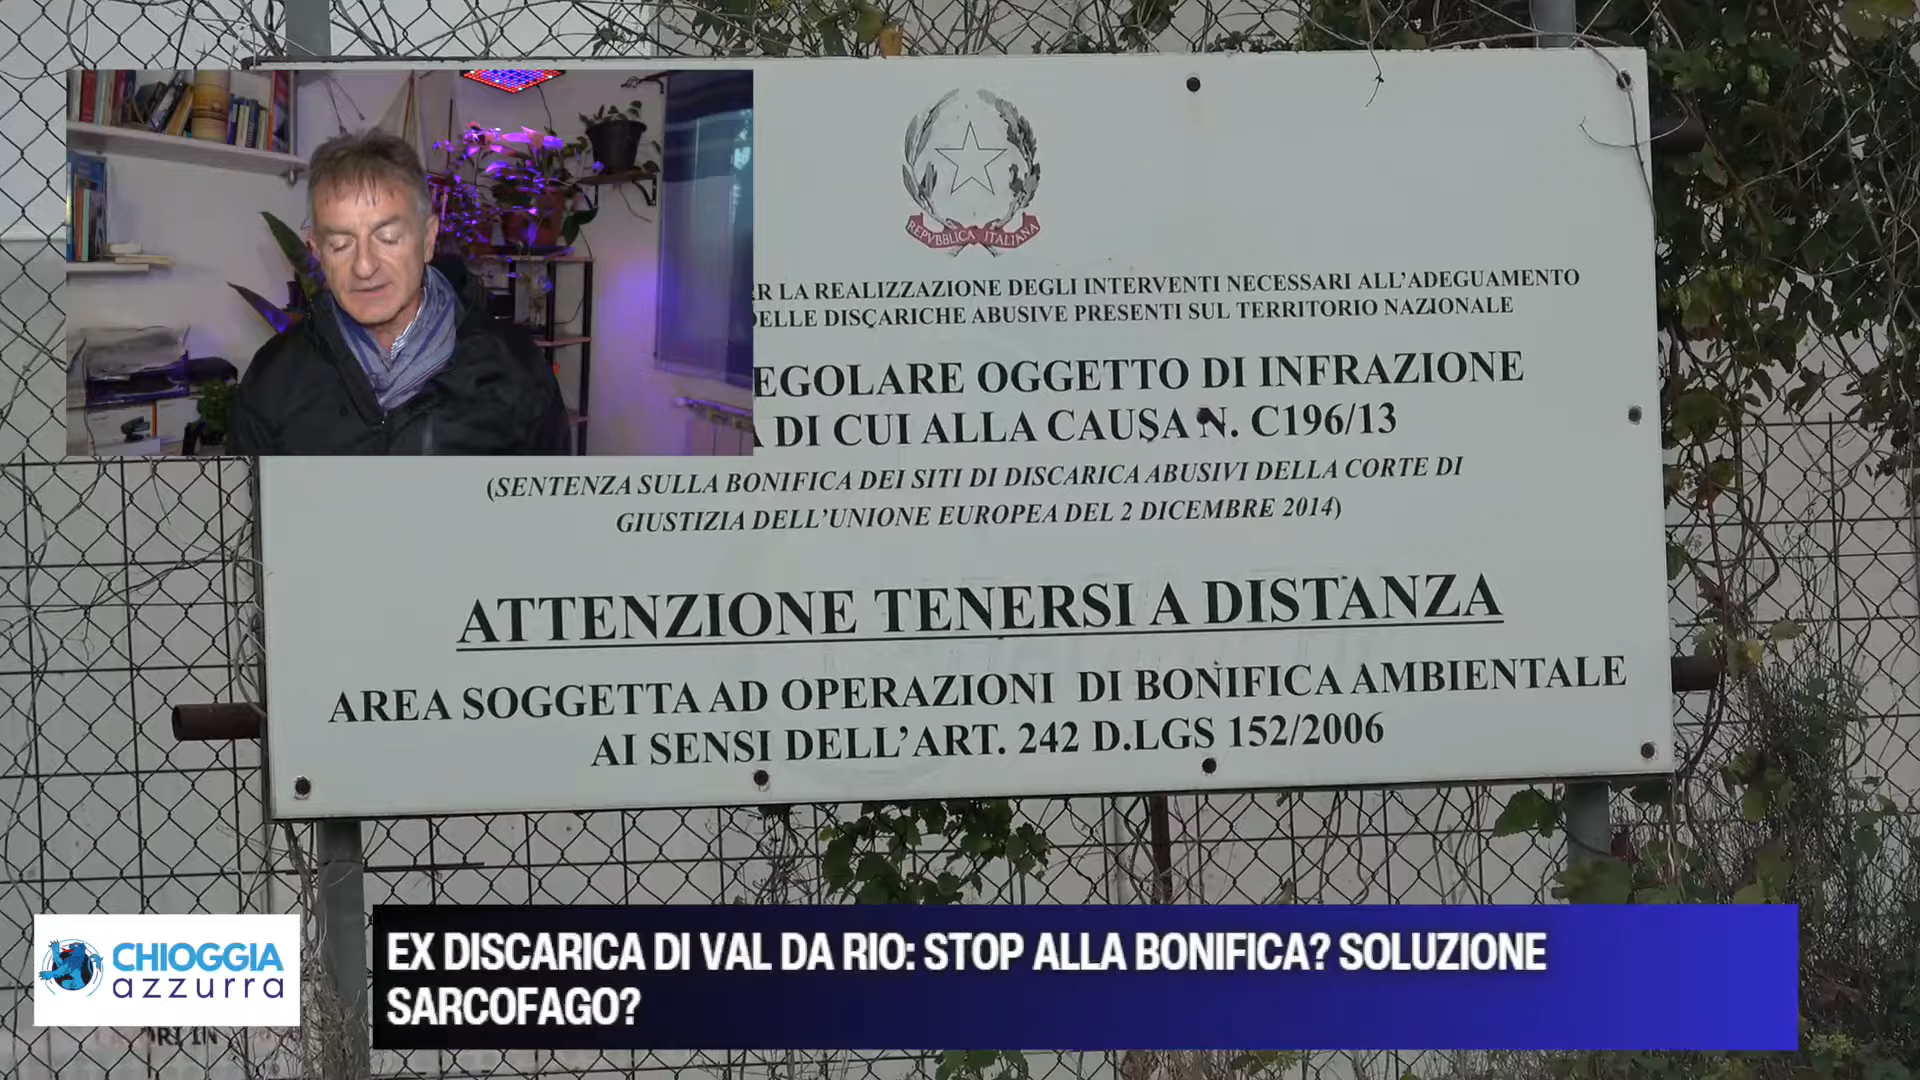 REPVBBLICA ITALIANA
LA REALIZZAZIONE DEGLI INTERVENTI NECESSARI ALL'ADEGUAMENTO
DELLE DISCARICHE ABUSIVE PRESENTI SUL TERRITORIO NAZIONALE
OGGETTO DI INFRAZIONE
DI CUI ALLA CAUSA N. C196/13
(SENTENZA SULLA BONIFICA DEI SITI DI DISCARICA ABUSIVI DELLA CORTE DI
GIUSTIZIA DELL'UNIONE EUROPEA DEL 2 DICEMBRE 2014)
ATTENZIONE TENERSI A DISTANZA
AREA SOGGETTA AD OPERAZIONI DI BONIFICA AMBIENTALE
AI SENSI DELL'ART. 242 D.LGS 152/2006
CHIOGGIA
azzurra
EX DISCARICA DI VAL DA RIO: STOP ALLA BONIFICA? SOLUZIONE
SARCOFAGO?